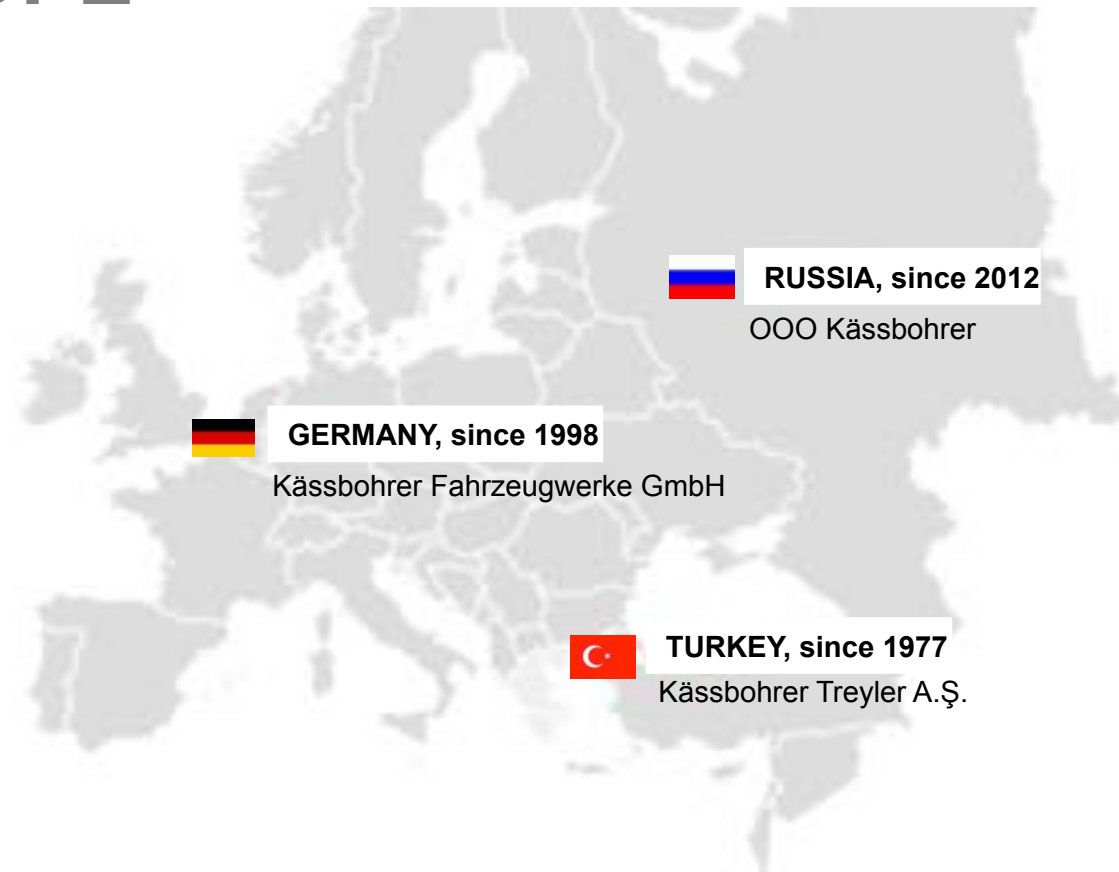 RUSSIA, since 2012
OOO Kässbohrer
GERMANY, since 1998
Kässbohrer Fahrzeugwerke GmbH
TURKEY, since 1977
Kässbohrer Treyler A.Ş.